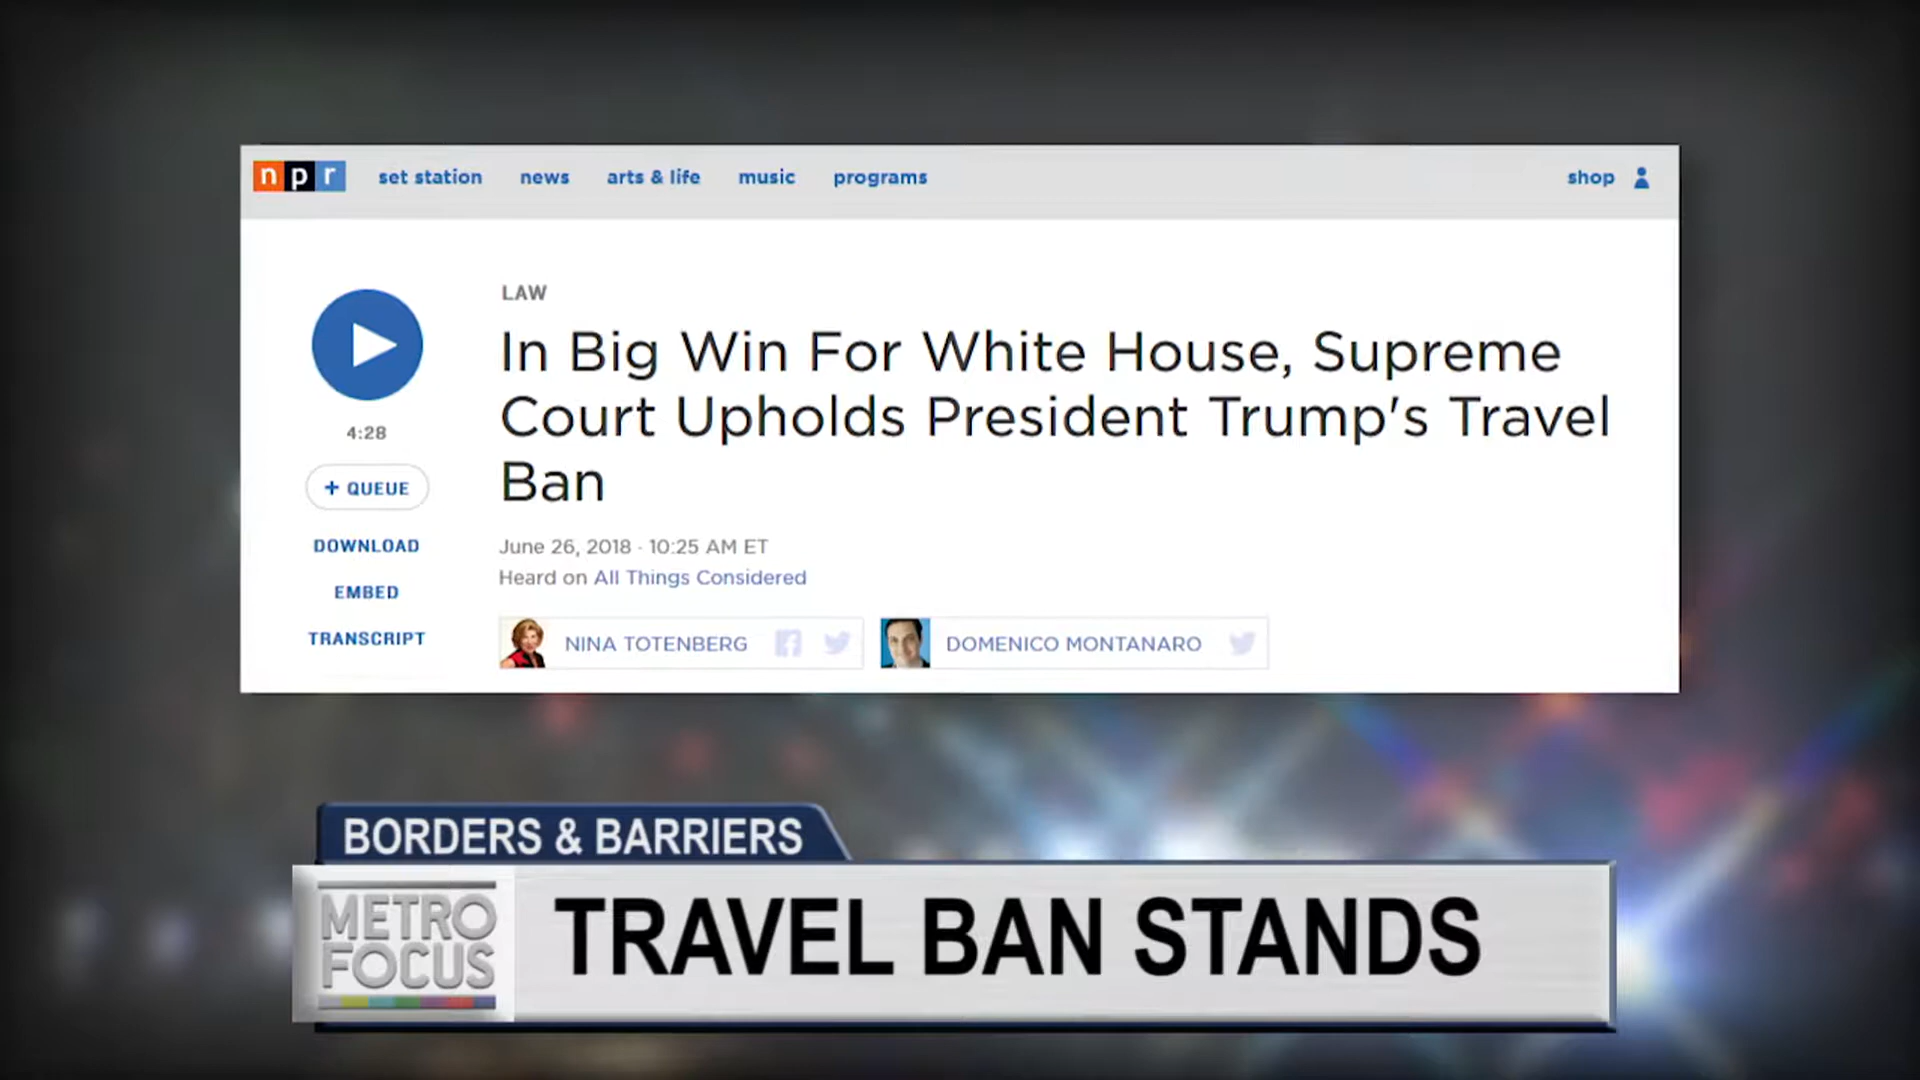 npr set station news arts & life music programs shop
LAW
In Big Win For White House, Supreme
Court Upholds President Trump's Travel
Ban
4:28
+ QUEUE
DOWNLOAD
EMBED
TRANSCRIPT
June 26, 2018 · 10:25 AM ET
Heard on All Things Considered
NINA TOTENBERG
DOMENICO MONTANARO
BORDERS & BARRIERS
METRO
FOCUS
TRAVEL BAN STANDS